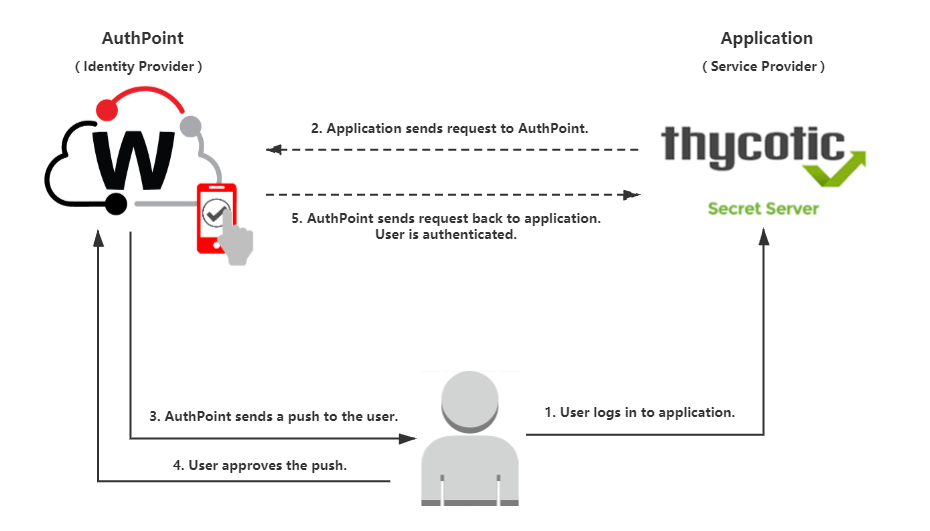 AuthPoint
( Identity Provider )
Application
( Service Provider )
W
2. Application sends request to AuthPoint.
thycotic
Secret Server
5. AuthPoint sends request back to application.
User is authenticated.
3. AuthPoint sends a push to the user.
1. User logs in to application.
4. User approves the push.